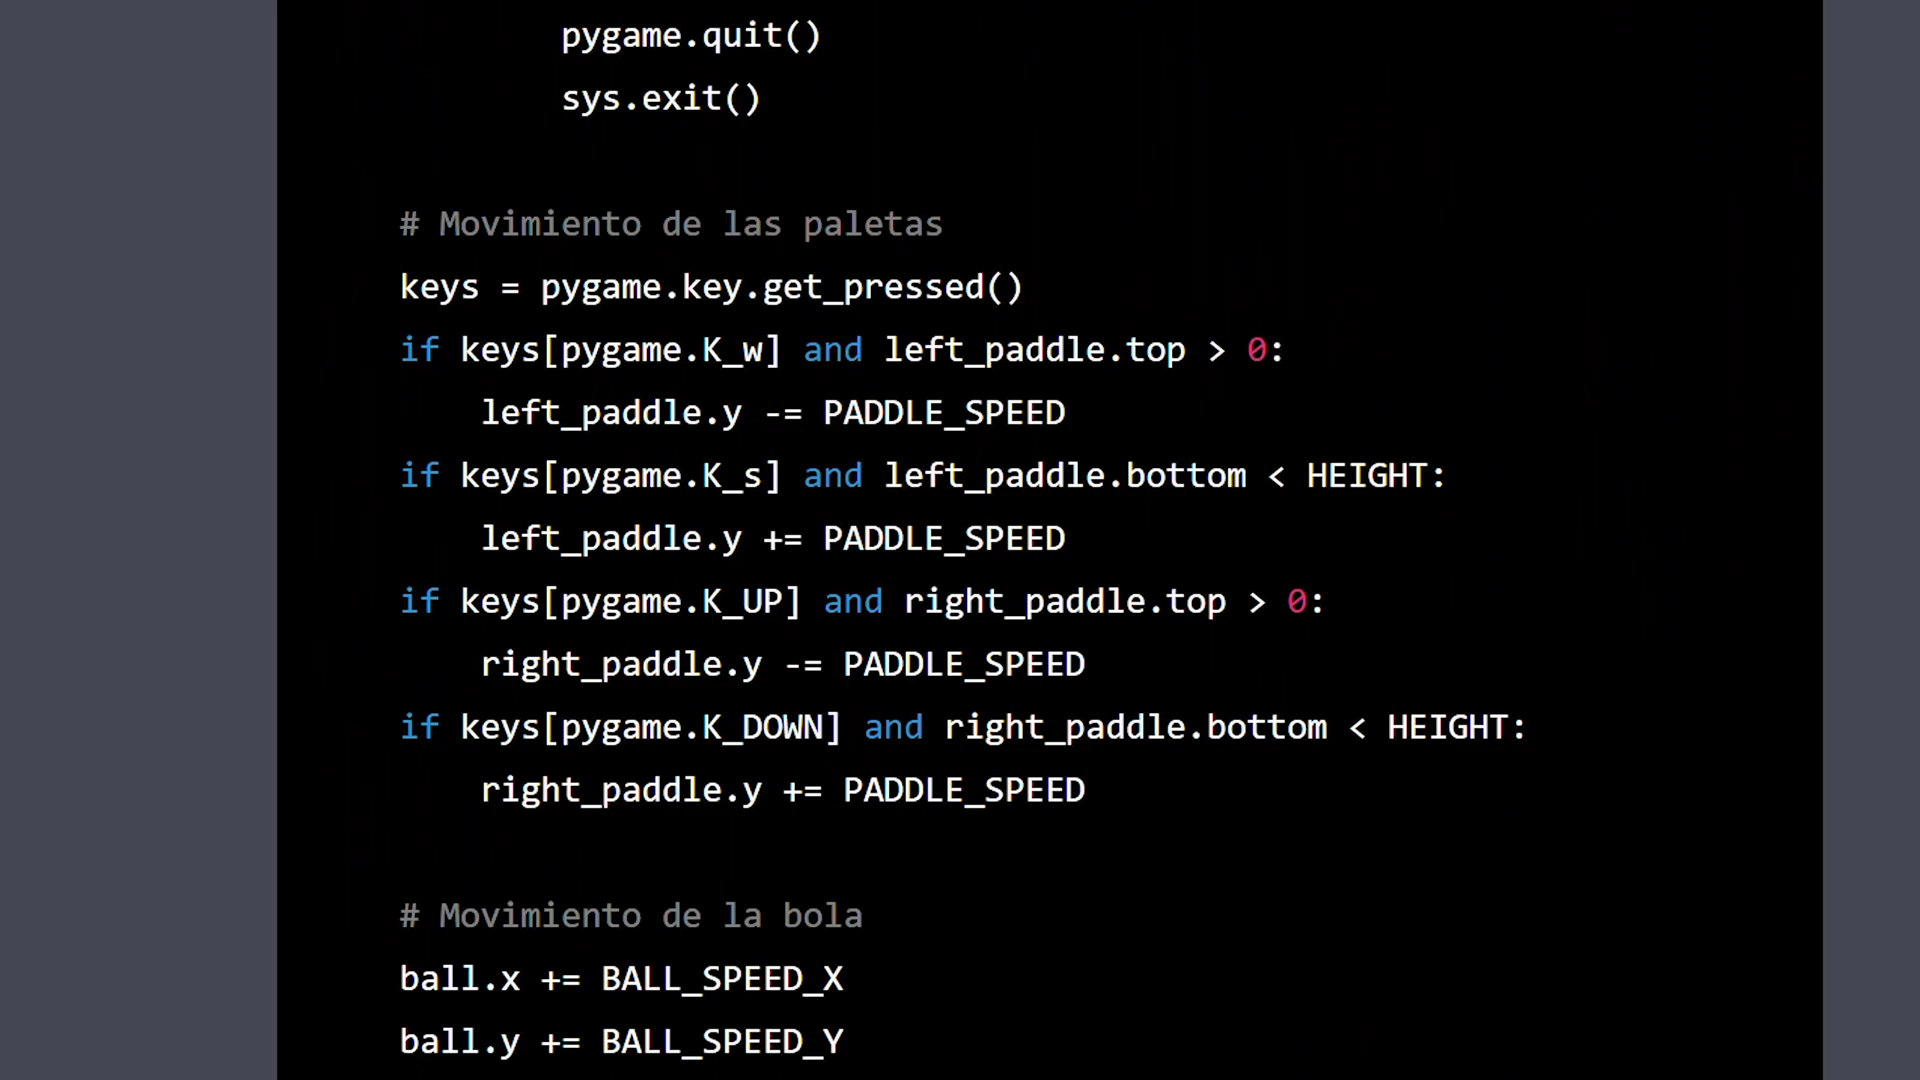 pygame.quit()
sys.exit()
# Movimiento de las paletas
keys = pygame.key.get_pressed()
if keys[pygame.K_w] and left_paddle.top > 0:
left_paddle.y -= PADDLE_SPEED
if keys[pygame.K_s] and left_paddle.bottom < HEIGHT:
left_paddle.y += PADDLE_SPEED
if keys[pygame.K_UP] and right_paddle.top > 0:
right_paddle.y -= PADDLE_SPEED
if keys[pygame.K_DOWN] and right_paddle.bottom < HEIGHT:
right_paddle.y += PADDLE_SPEED
# Movimiento de la bola
ball.x += BALL_SPEED_X
ball.y += BALL_SPEED_Y